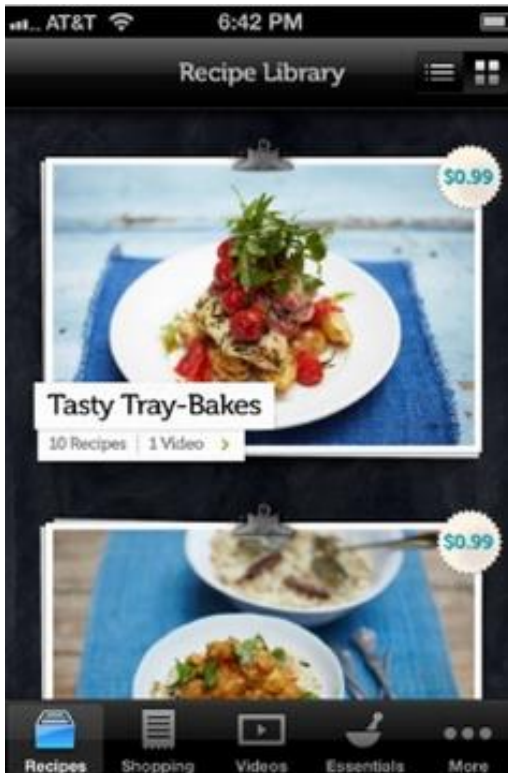 AT&T 6:42 PM
Recipe Library
$0.99
Tasty Tray-Bakes
10 Recipes 1 Video >
$0.99
Recipes Shopping Videos Essentials More